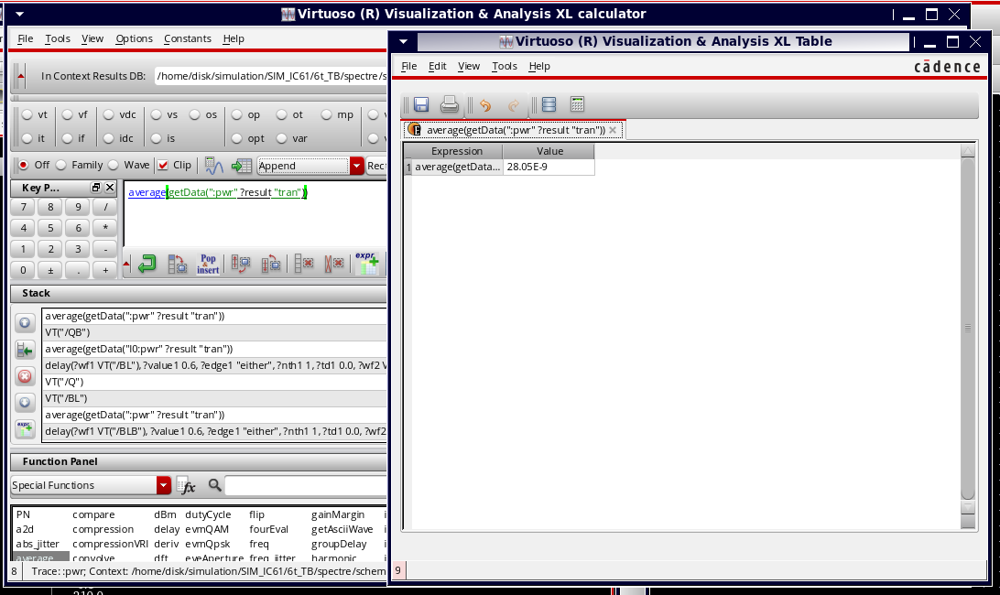 Virtuoso (R) Visualization & Analysis XL calculator
File Tools View Options Constants Help
In Context Results DB: /home/disk/simulation/SIM_IC61/6t_TB/spectre/s
vt vf vdc vs os op ot mp
it if idc is opt var
Off Family Wave Clip Append Rec
Key P...
7 8 9 /
4 5 6 *
1 2 3 -
0 ± . +
average(getData(":pwr" ?result "tran"))
Pop & insert
expr
Stack
average(getData(":pwr" ?result "tran"))
VT("/QB")
average(getData("I0:pwr" ?result "tran"))
delay(?wf1 VT("/BL"), ?value1 0.6, ?edge1 "either", ?nth1 1, ?td1 0.0, ?wf2 V
VT("/Q")
VT("/BL")
average(getData(":pwr" ?result "tran"))
delay(?wf1 VT("/BLB"), ?value1 0.6, ?edge1 "either", ?nth1 1, ?td1 0.0, ?wf2
expr
Function Panel
Special Functions fx
PN compare dBm dutyCycle flip gainMargin i
a2d compression delay evmQAM fourEval getAsciiWave i
abs_jitter compressionVRI deriv evmQpsk freq groupDelay i
average convolve dft eyeAperture freq_jitter harmonic i
8 Trace: :pwr; Context: /home/disk/simulation/SIM_IC61/6t_TB/spectre/schem
Virtuoso (R) Visualization & Analysis XL Table
File Edit View Tools Help
cādence
average(getData(":pwr" ?result "tran"))
Expression Value
1 average(getData... 28.05E-9
9